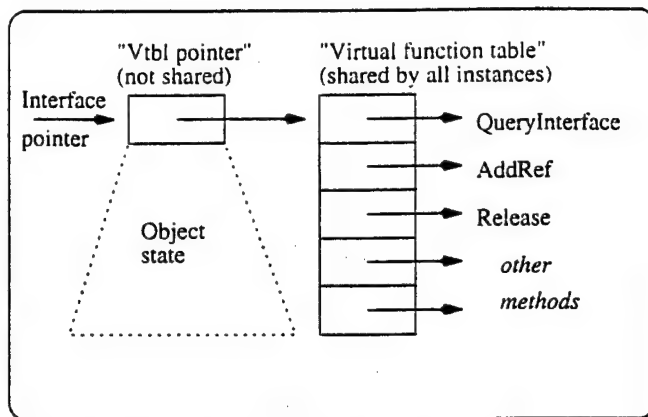 "Vtbl pointer"
(not shared)
"Virtual function table"
(shared by all instances)
Interface
pointer
QueryInterface
AddRef
Release
other
methods
Object
state